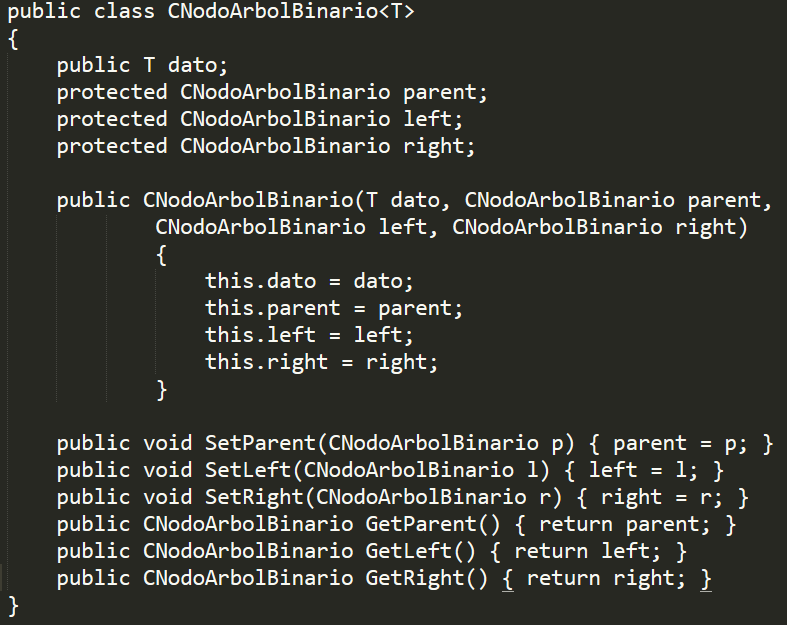 public class CNodoArbolBinario<T>
{
    public T dato;
    protected CNodoArbolBinario parent;
    protected CNodoArbolBinario left;
    protected CNodoArbolBinario right;

    public CNodoArbolBinario(T dato, CNodoArbolBinario parent,
            CNodoArbolBinario left, CNodoArbolBinario right)
            {
                this.dato = dato;
                this.parent = parent;
                this.left = left;
                this.right = right;
            }

    public void SetParent(CNodoArbolBinario p) { parent = p; }
    public void SetLeft(CNodoArbolBinario l) { left = l; }
    public void SetRight(CNodoArbolBinario r) { right = r; }
    public CNodoArbolBinario GetParent() { return parent; }
    public CNodoArbolBinario GetLeft() { return left; }
    public CNodoArbolBinario GetRight() { return right; }
}